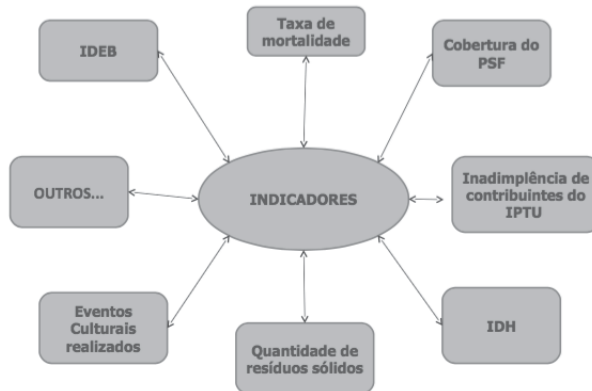 Taxa de
mortalidade
IDEB
Cobertura do
PSF
OUTROS...
INDICADORES
Inadimplência de
contribuintes do
IPTU
Eventos
Culturais
realizados
Quantidade de
resíduos sólidos
IDH